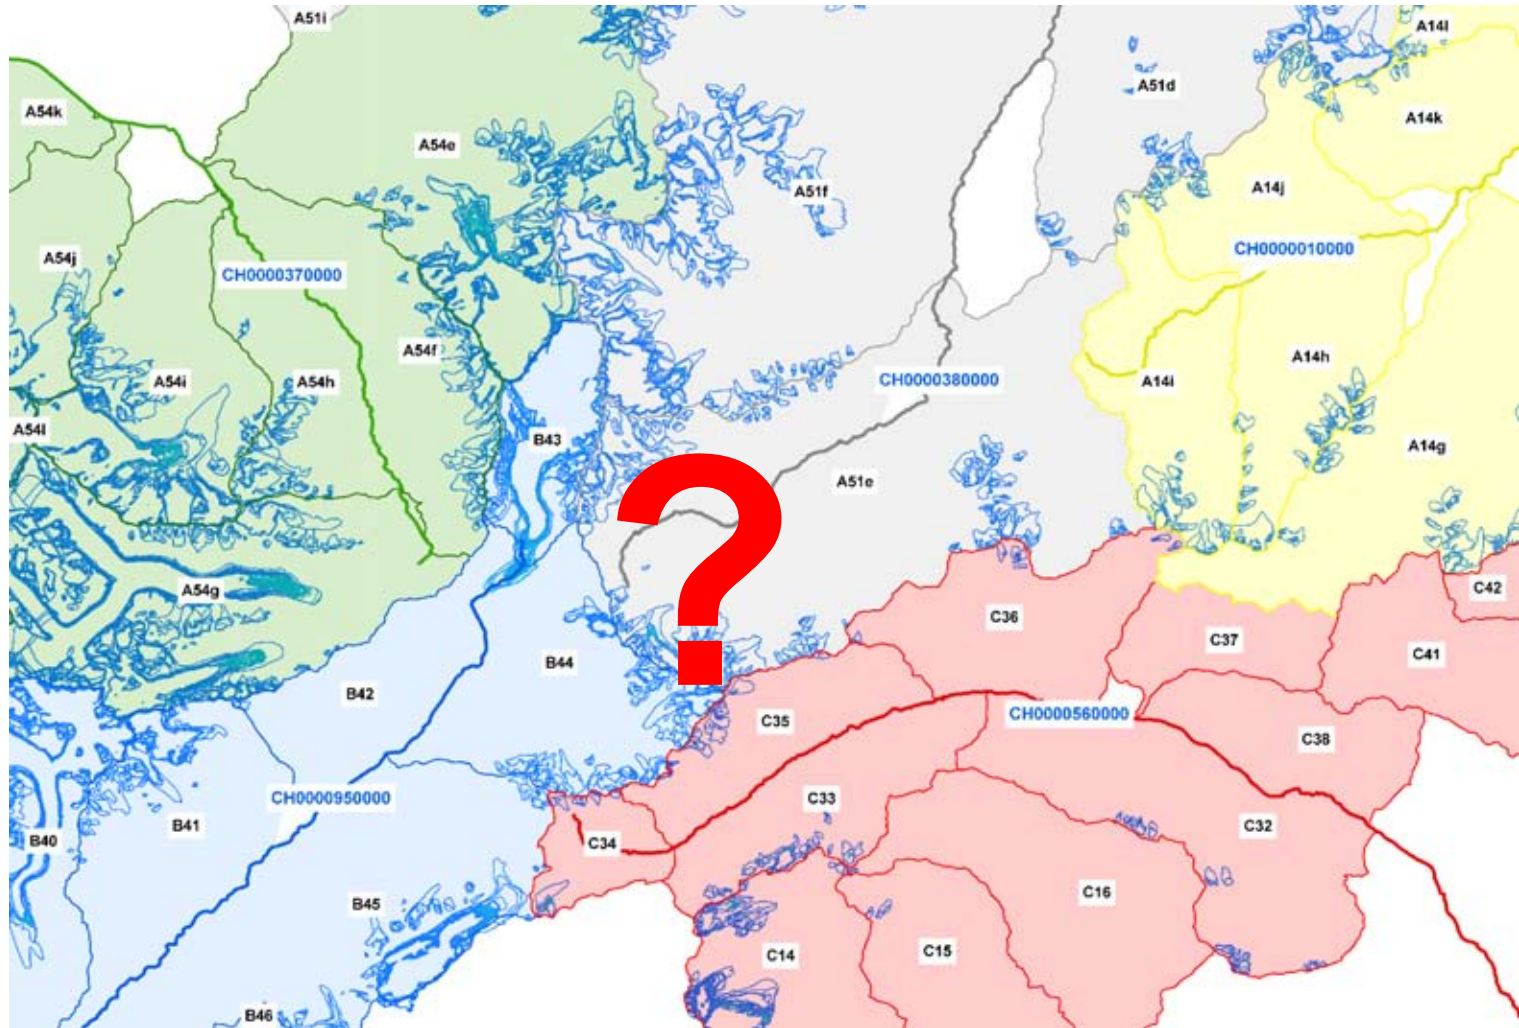 A51i
A14l
A51d
A54k
A14k
A54e
A51f
A14j
CH0000010000
A54j
CH0000370000
A54f
A14h
A54i
A54h
CH0000380000
A14i
A54l
B43
A14g
A51e
?
A54g
C42
C36
C37
C41
B44
B42
C35
CH0000560000
C38
CH0000950000
C33
B41
C32
B40
C34
C16
B45
C15
C14
B46